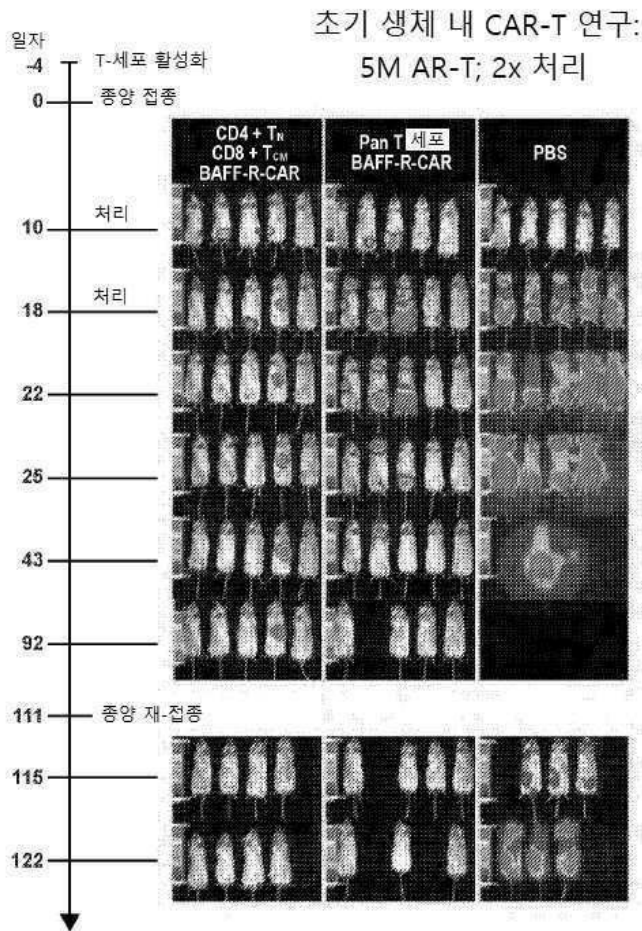 초기 생체 내 CAR-T 연구:
5M AR-T; 2x 처리
일자
-4 T-세포 활성화
0 종양 접종
CD4 + TN
CD8 + TCM
BAFF-R-CAR
Pan T 세포
BAFF-R-CAR
PBS
10 처리
18 처리
22
25
43
92
111 종양 재-접종
115
122